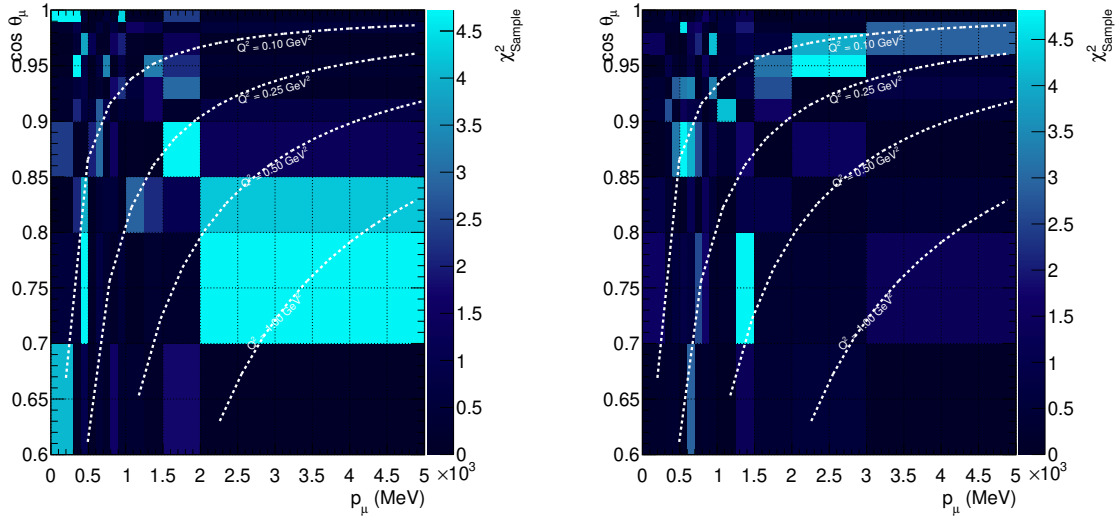 cos θμ
1
0.95
0.9
0.85
0.8
0.75
0.7
0.65
0.6
0 0.5 1 1.5 2 2.5 3 3.5 4 4.5 5
×10³
pμ (MeV)
Q² = 0.10 GeV²
Q² = 0.25 GeV²
Q² = 0.50 GeV²
Q² = 1.00 GeV²
χ²Sample
4.5
4
3.5
3
2.5
2
1.5
1
0.5
0
cos θμ
1
0.95
0.9
0.85
0.8
0.75
0.7
0.65
0.6
0 0.5 1 1.5 2 2.5 3 3.5 4 4.5 5
×10³
pμ (MeV)
Q² = 0.10 GeV²
Q² = 0.25 GeV²
Q² = 0.50 GeV²
Q² = 1.00 GeV²
χ²Sample
4.5
4
3.5
3
2.5
2
1.5
1
0.5
0